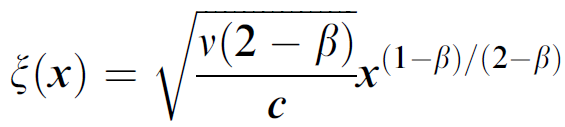 ξ(x) = √(ν(2 − β)/c) x^{(1−β)/(2−β)}